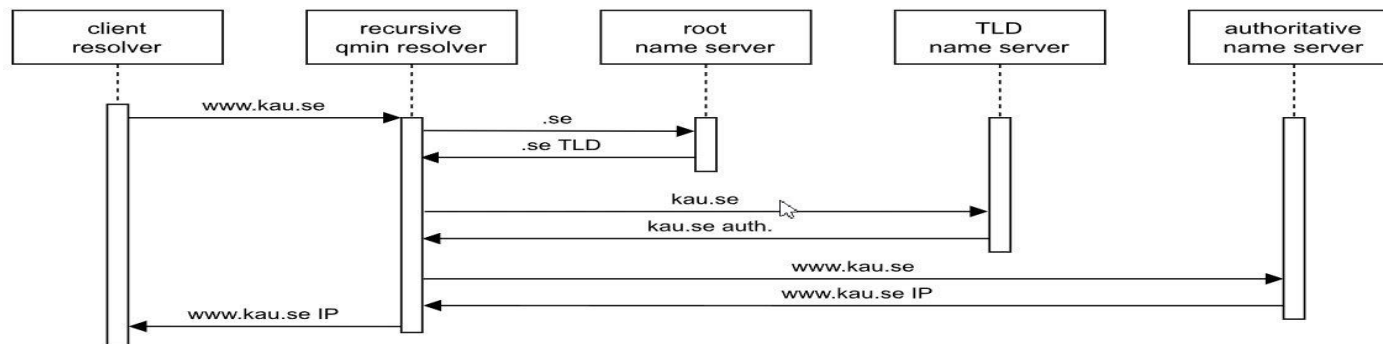 client
resolver
recursive
qmin resolver
root
name server
TLD
name server
authoritative
name server
www.kau.se
.se
.se TLD
kau.se
kau.se auth.
www.kau.se
www.kau.se IP
www.kau.se IP